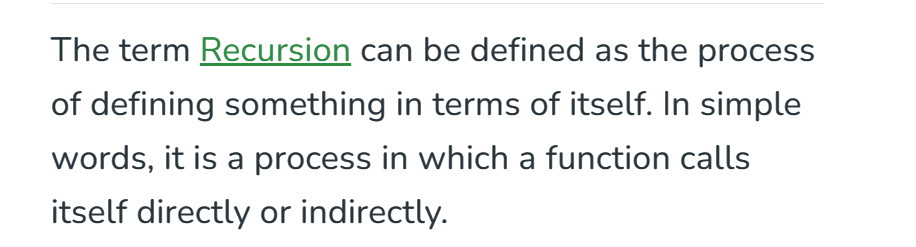 The term Recursion can be defined as the process
of defining something in terms of itself. In simple
words, it is a process in which a function calls
itself directly or indirectly.